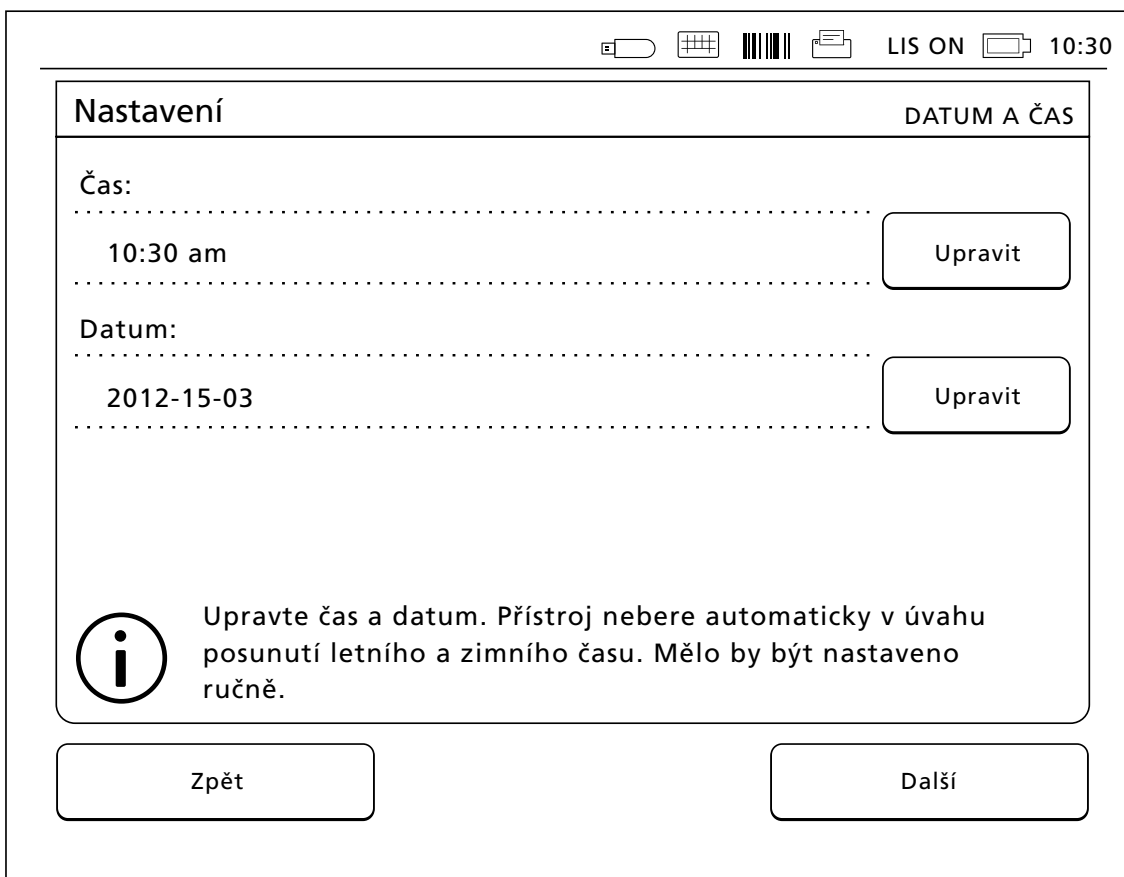 LIS ON 10:30
Nastavení DATUM A ČAS
Čas:
10:30 am Upravit
Datum:
2012-15-03 Upravit
Upravte čas a datum. Přístroj nebere automaticky v úvahu
posunutí letního a zimního času. Mělo by být nastaveno
ručně.
Zpět Další